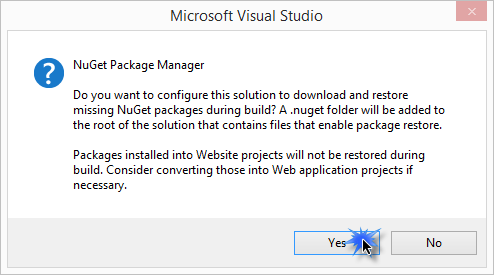 Microsoft Visual Studio
NuGet Package Manager
Do you want to configure this solution to download and restore
missing NuGet packages during build? A .nuget folder will be added to
the root of the solution that contains files that enable package restore.
Packages installed into Website projects will not be restored during
build. Consider converting those into Web application projects if
necessary.
Yes
No